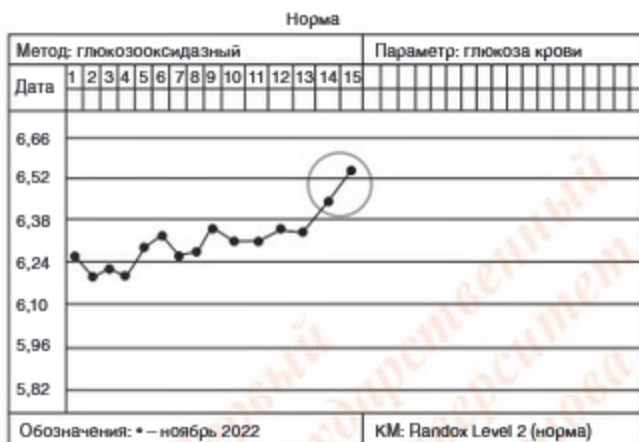 Норма
Метод: глюкозооксидазный Параметр: глюкоза крови
Дата 1 2 3 4 5 6 7 8 9 10 11 12 13 14 15
6,66
6,52
6,38
6,24
6,10
5,96
5,82
Обозначения: • – ноябрь 2022 КМ: Randox Level 2 (норма)